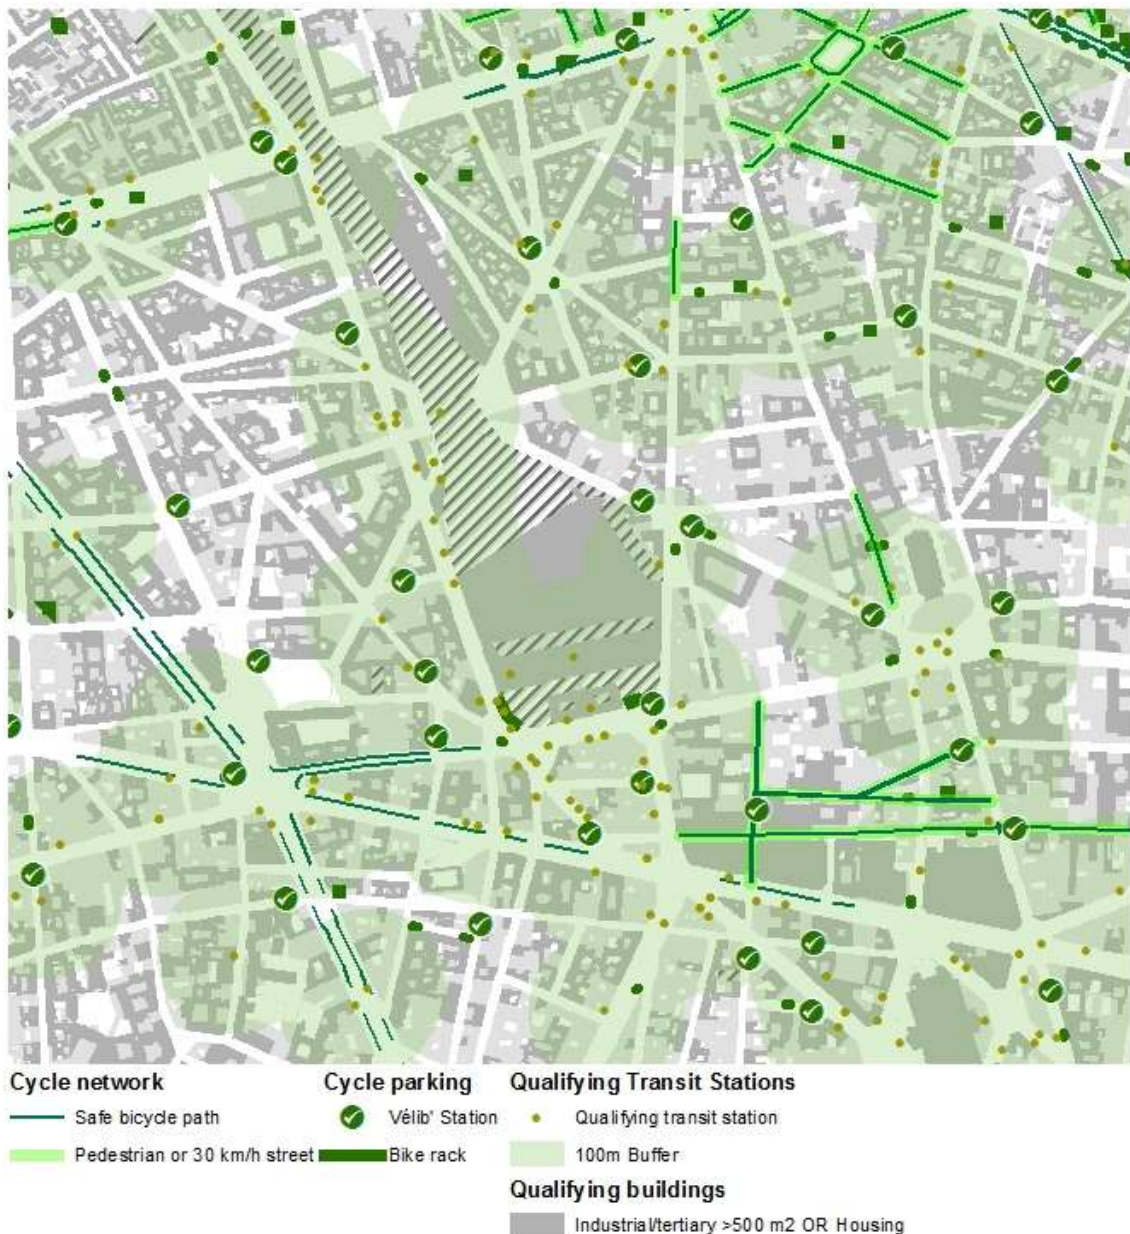 Cycle network
Cycle parking
Qualifying Transit Stations
Safe bicycle path
Vélib' Station
Qualifying transit station
Pedestrian or 30 km/h street
Bike rack
100m Buffer
Qualifying buildings
Industrial/tertiary >500 m2 OR Housing